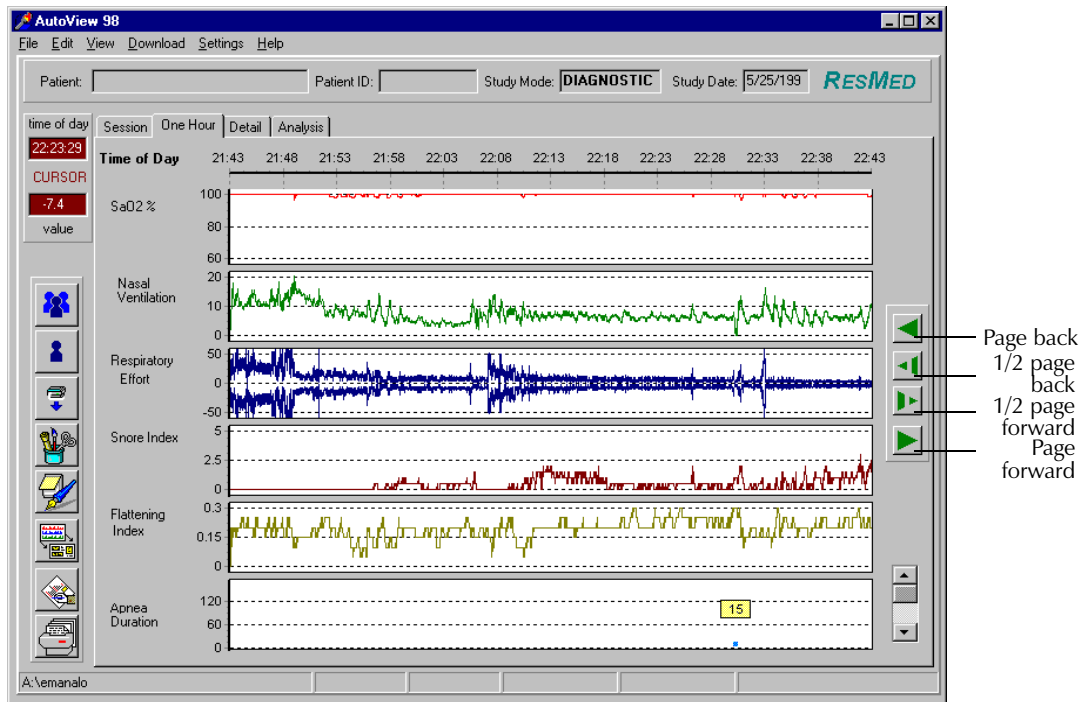 AutoView 98
File Edit View Download Settings Help
Patient: Patient ID: Study Mode: DIAGNOSTIC Study Date: 5/25/199 RESMED
time of day
22:23:29
CURSOR
-7.4
value
Session One Hour Detail Analysis
Time of Day 21:43 21:48 21:53 21:58 22:03 22:08 22:13 22:18 22:23 22:28 22:33 22:38 22:43
SaO2 %
100
80
60
Nasal
Ventilation
20
10
0
Respiratory
Effort
50
0
-50
Snore Index
5
2.5
0
Flattening
Index
0.3
0.15
0
Apnea
Duration
120
60
0
15
Page back
1/2 page
back
1/2 page
forward
Page
forward
A:\emanalo